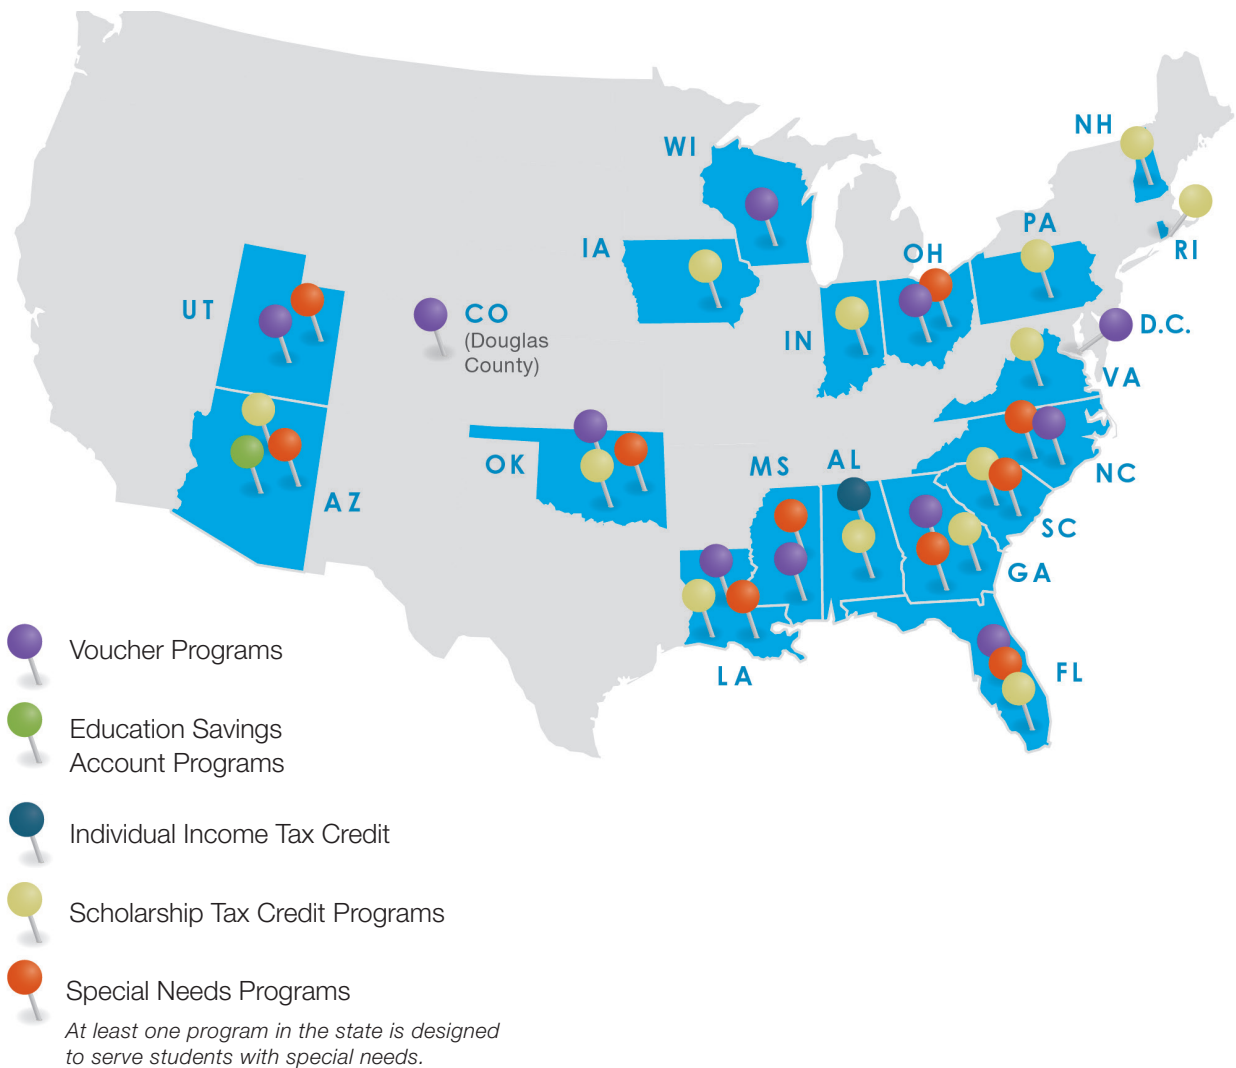 NH
WI
PA
RI
IA
OH
UT
CO
(Douglas
County)
D.C.
IN
VA
MS
AL
OK
NC
AZ
SC
GA
LA
FL
Voucher Programs
Education Savings
Account Programs
Individual Income Tax Credit
Scholarship Tax Credit Programs
Special Needs Programs
At least one program in the state is designed
to serve students with special needs.